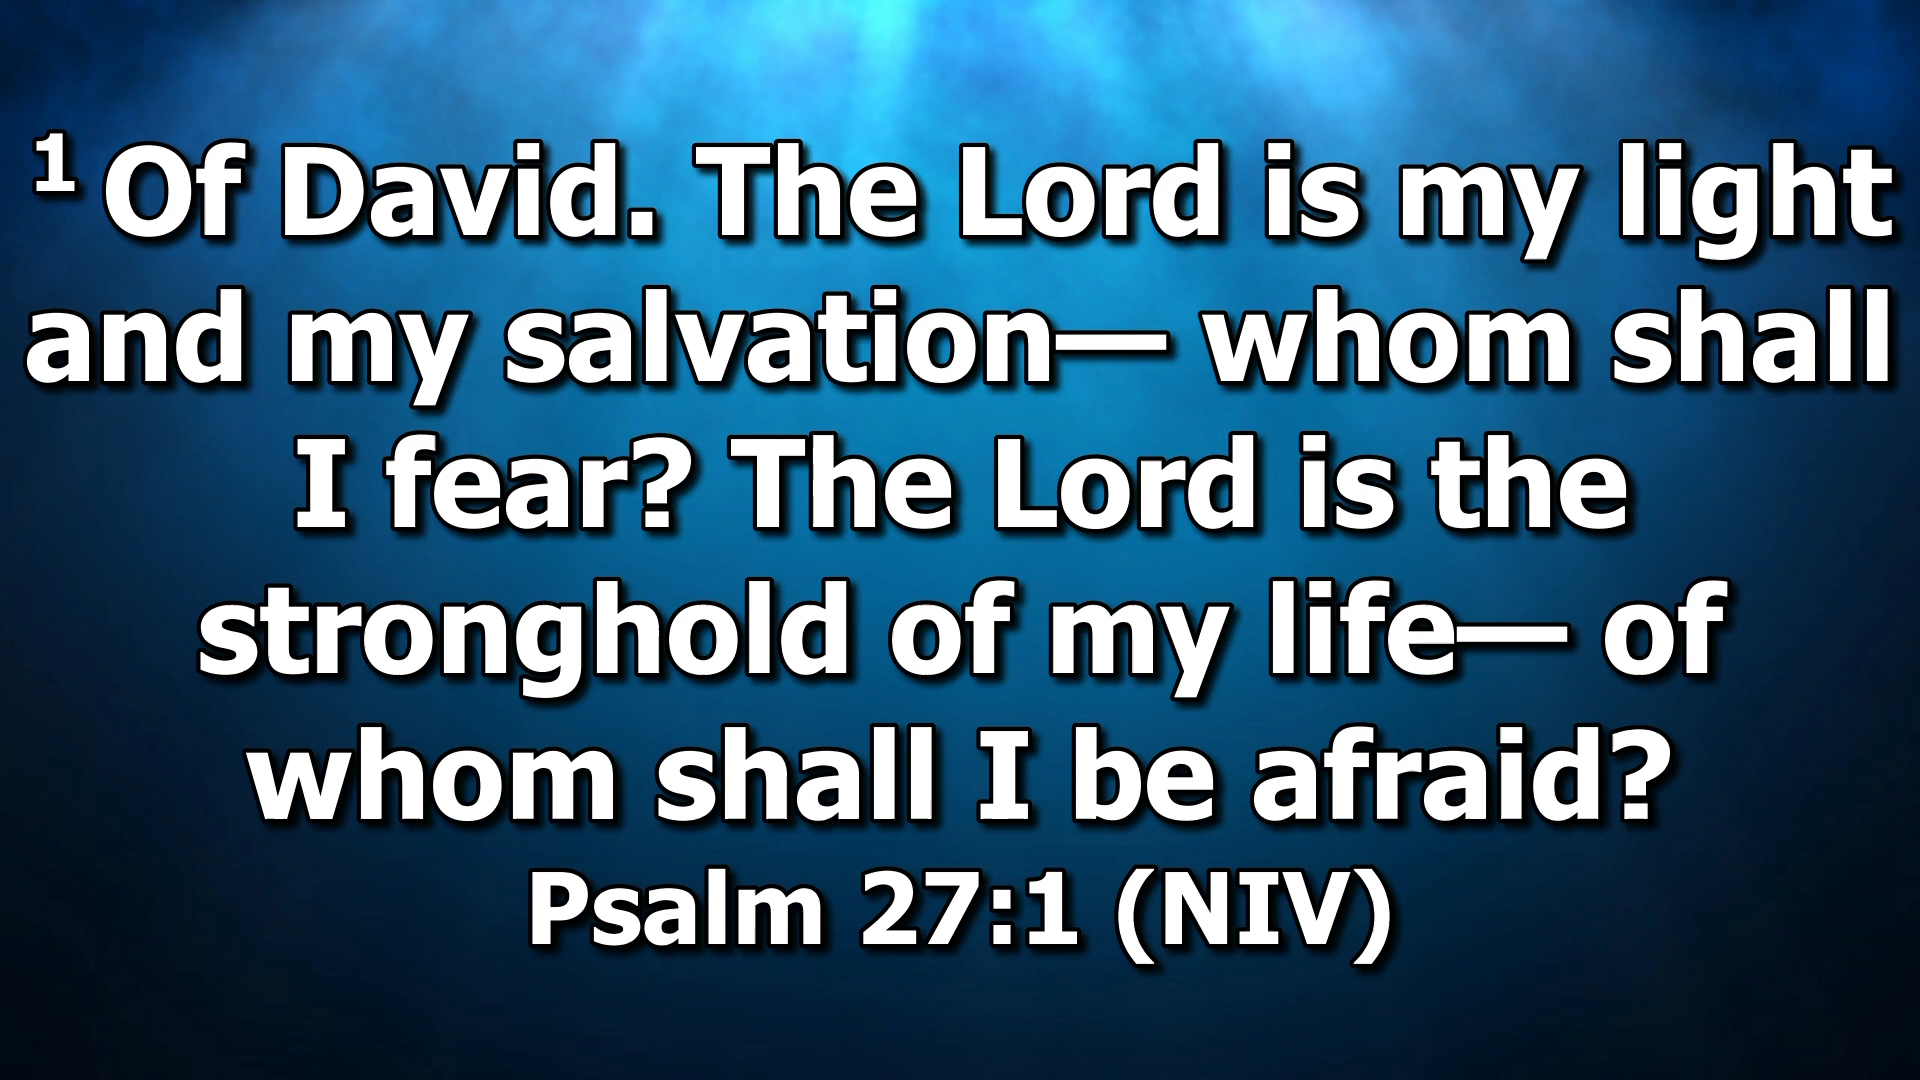 1 Of David. The Lord is my light
and my salvation— whom shall
I fear? The Lord is the
stronghold of my life— of
whom shall I be afraid?
Psalm 27:1 (NIV)